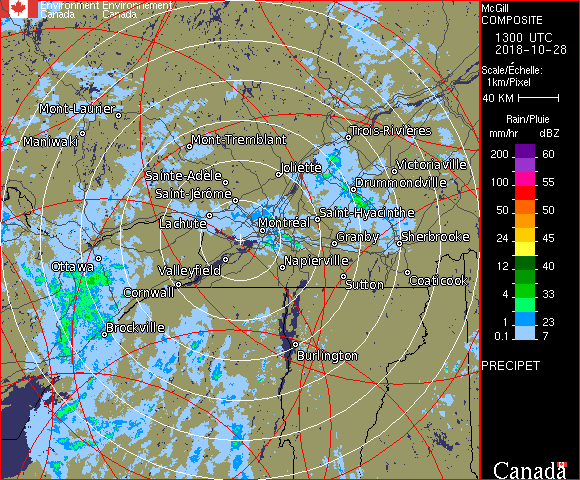 Environment Environnement
Canada Canada
McGill
COMPOSITE
1300 UTC
2018-10-28
Scale/Échelle:
1km/Pixel
40 KM
Rain/Pluie
mm/hr dBZ
200 60
100 55
50 50
24 45
12 40
4 33
1 23
0.1 7
PRECIPET
Canada
Mont-Laurier
Maniwaki
Mont-Tremblant
Trois-Rivières
Joliette
Victoriaville
Sainte-Adèle
Drummondville
Saint-Jérôme
Saint-Hyacinthe
Lachute
Montréal
Granby
Sherbrooke
Ottawa
Valleyfield
Napierville
Cornwall
Sutton
Coaticook
Brockville
Burlington